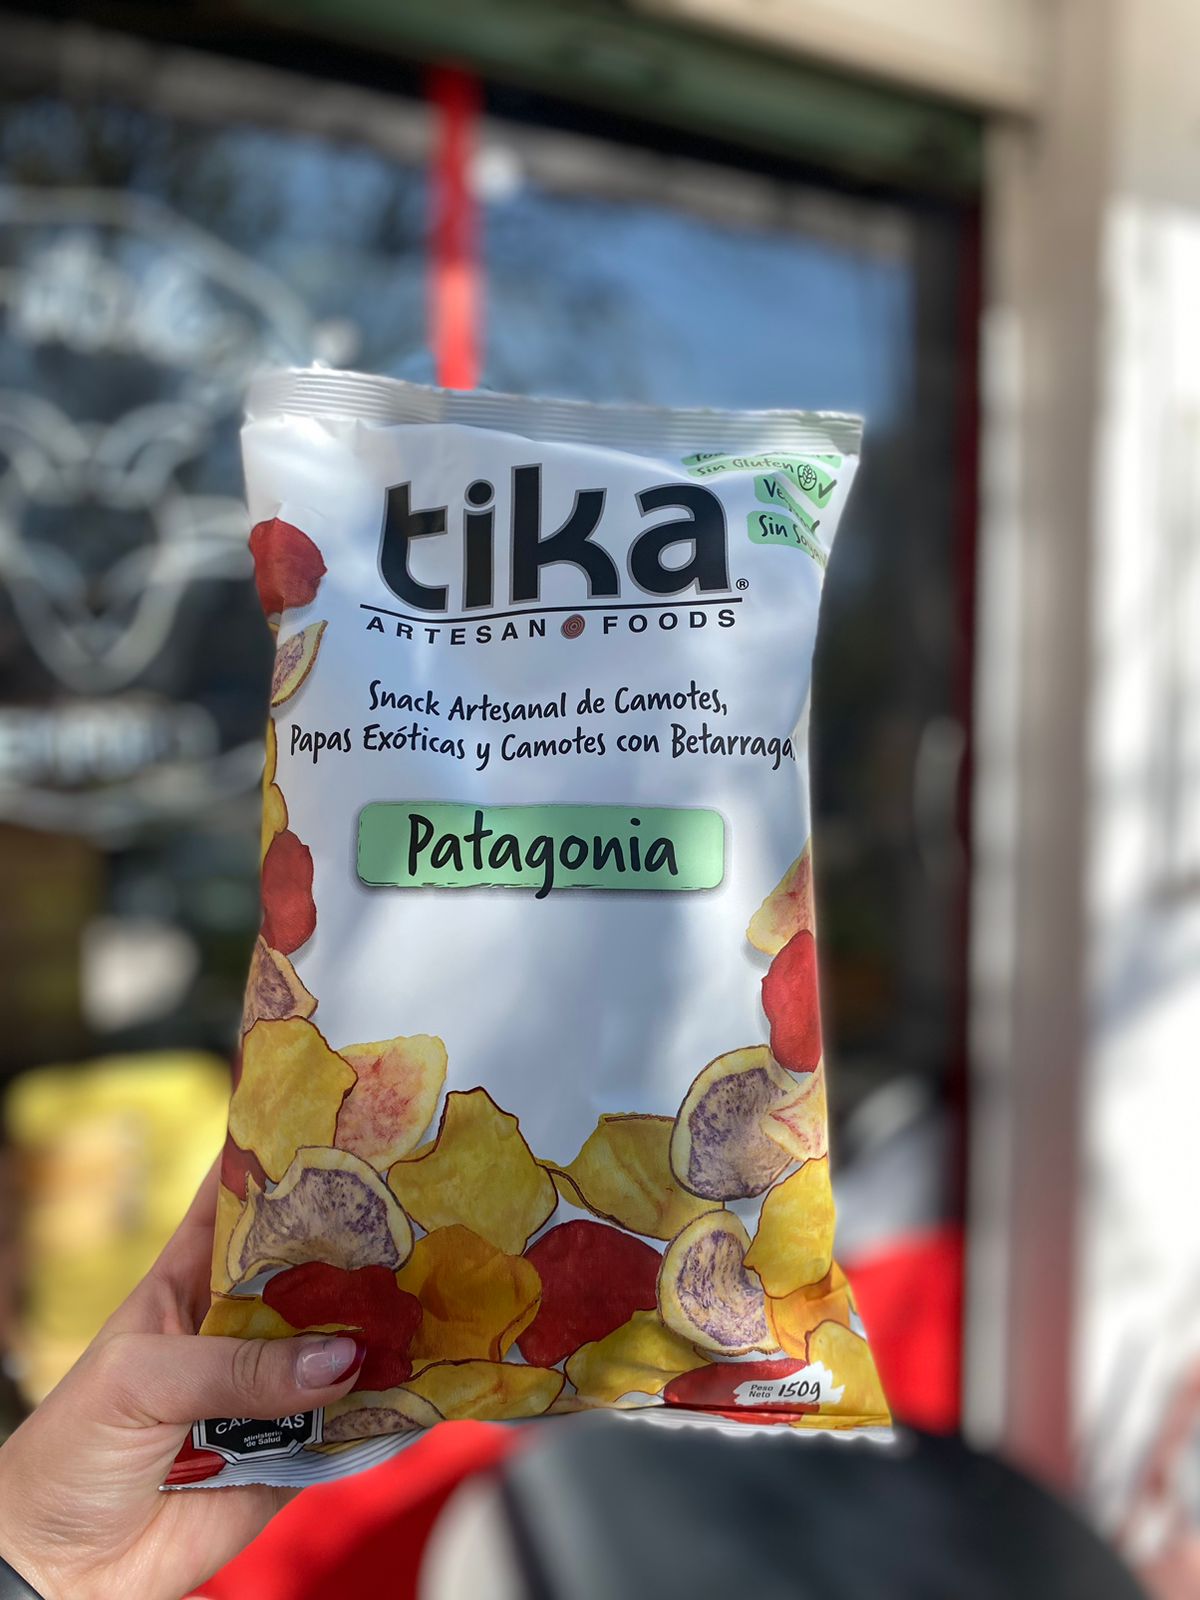 Sin Gluten
Sin
tika®
ARTESAN FOODS
Snack Artesanal de Camotes,
Papas Exóticas y Camotes con Betarraga.
Patagonia
Peso
Neto 150g
Ministerio
de Salud